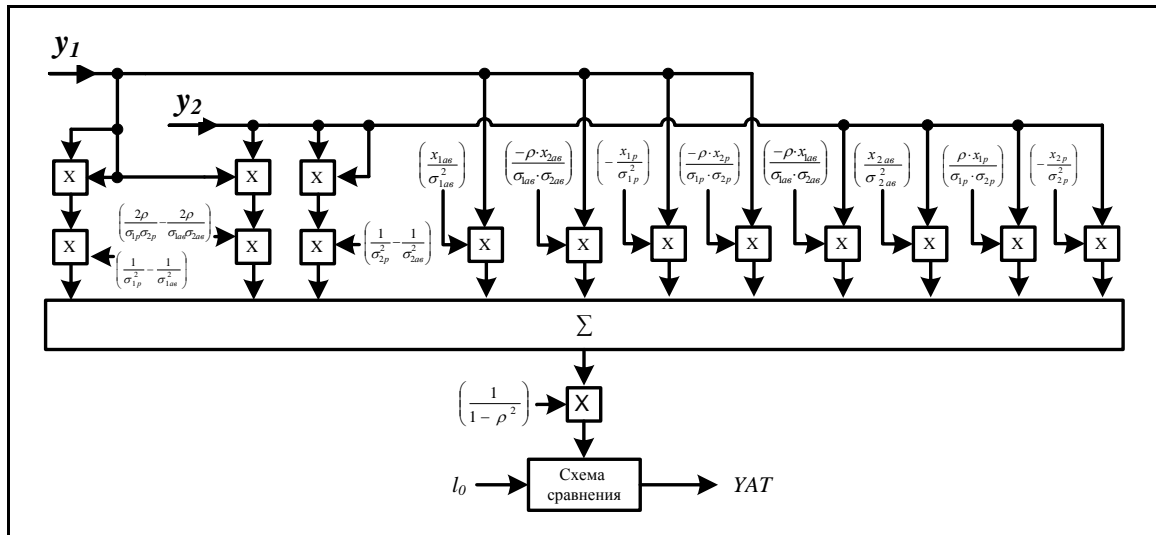 y₁
y₂
(x₁ав / σ²₁ав)
(-ρ·x₂ав / σ₁ав·σ₂ав)
(-x₁р / σ²₁р)
(-ρ·x₂р / σ₁р·σ₂р)
(-ρ·x₁ав / σ₁ав·σ₂ав)
(x₂ав / σ²₂ав)
(ρ·x₁р / σ₁р·σ₂р)
(-x₂р / σ²₂р)
X X X
(2ρ / σ₁рσ₂р - 2ρ / σ₁авσ₂ав)
X X X X X X X X X X X
(1 / σ²₁р - 1 / σ²₁ав)
(1 / σ²₂р - 1 / σ²₂ав)
Σ
(1 / 1 - ρ²)
X
l₀
Схема
сравнения
YAT